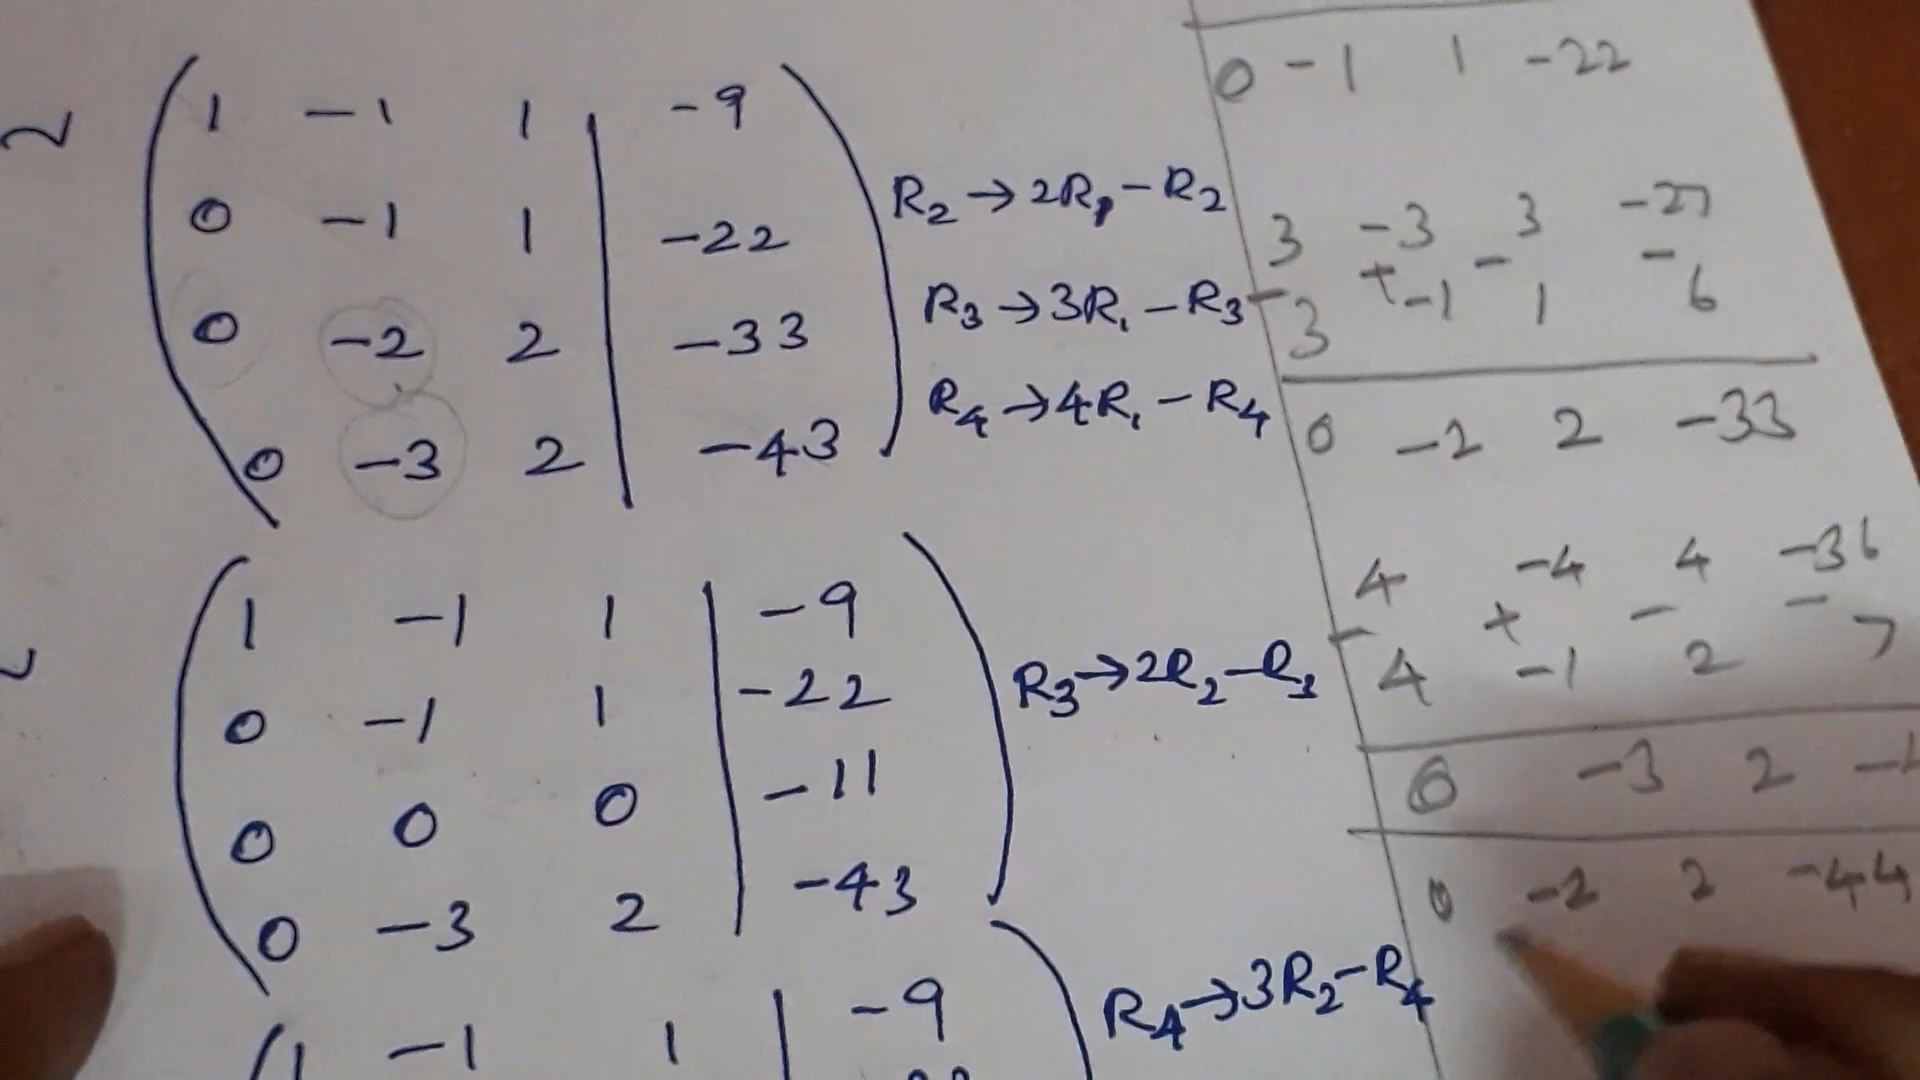 ~ 1 -1 1 | -9
0 -1 1 | -22 R2→2R1-R2
0 -2 2 | -33 R3→3R1-R3
0 -3 2 | -43 R4→4R1-R4
1 -1 1 | -9
0 -1 1 | -22 R3→2R2-R3
0 0 0 | -11
0 -3 2 | -43
1 -1 1 | -9 R4→3R2-R4
0 -1 1 -22
3 -3 3 -27
- + - -
3 -1 1 6
0 -2 2 -33
4 -4 4 -36
- + - -
4 -1 2 7
0 -3 2
0 -2 2 -44